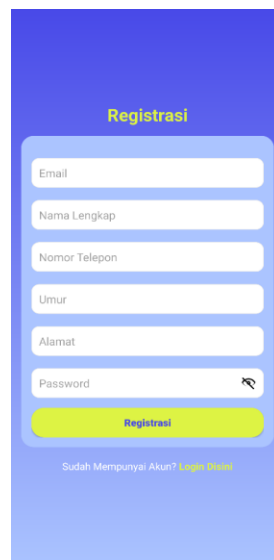 Registrasi
Email
Nama Lengkap
Nomor Telepon
Umur
Alamat
Password
Registrasi
Sudah Mempunyai Akun? Login Disini